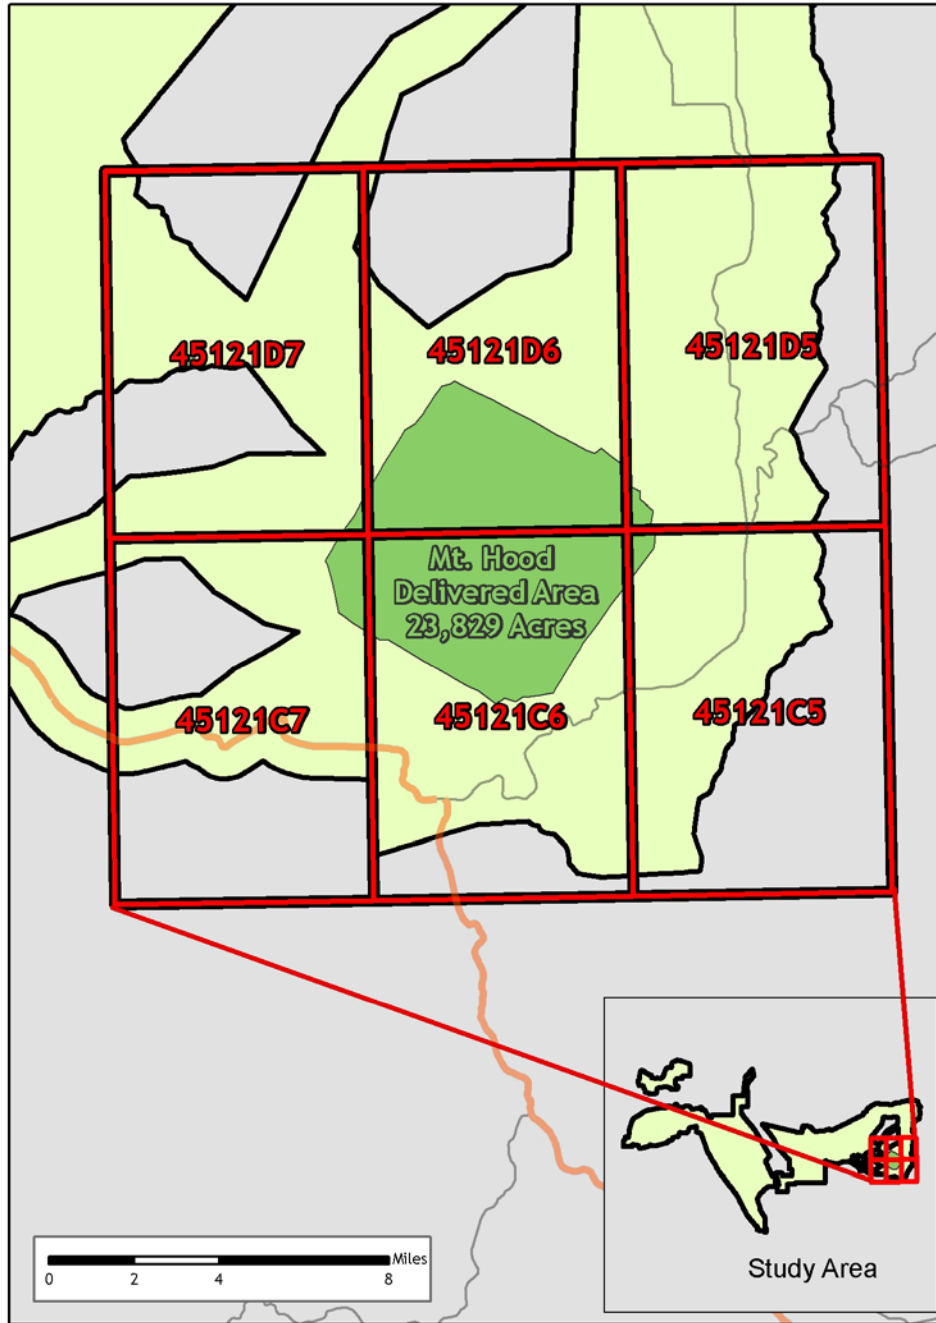 45121D7
45121D6
45121D5
Mt. Hood
Delivered Area
23,829 Acres
45121C7
45121C6
45121C5
Miles
0 2 4 8
Study Area